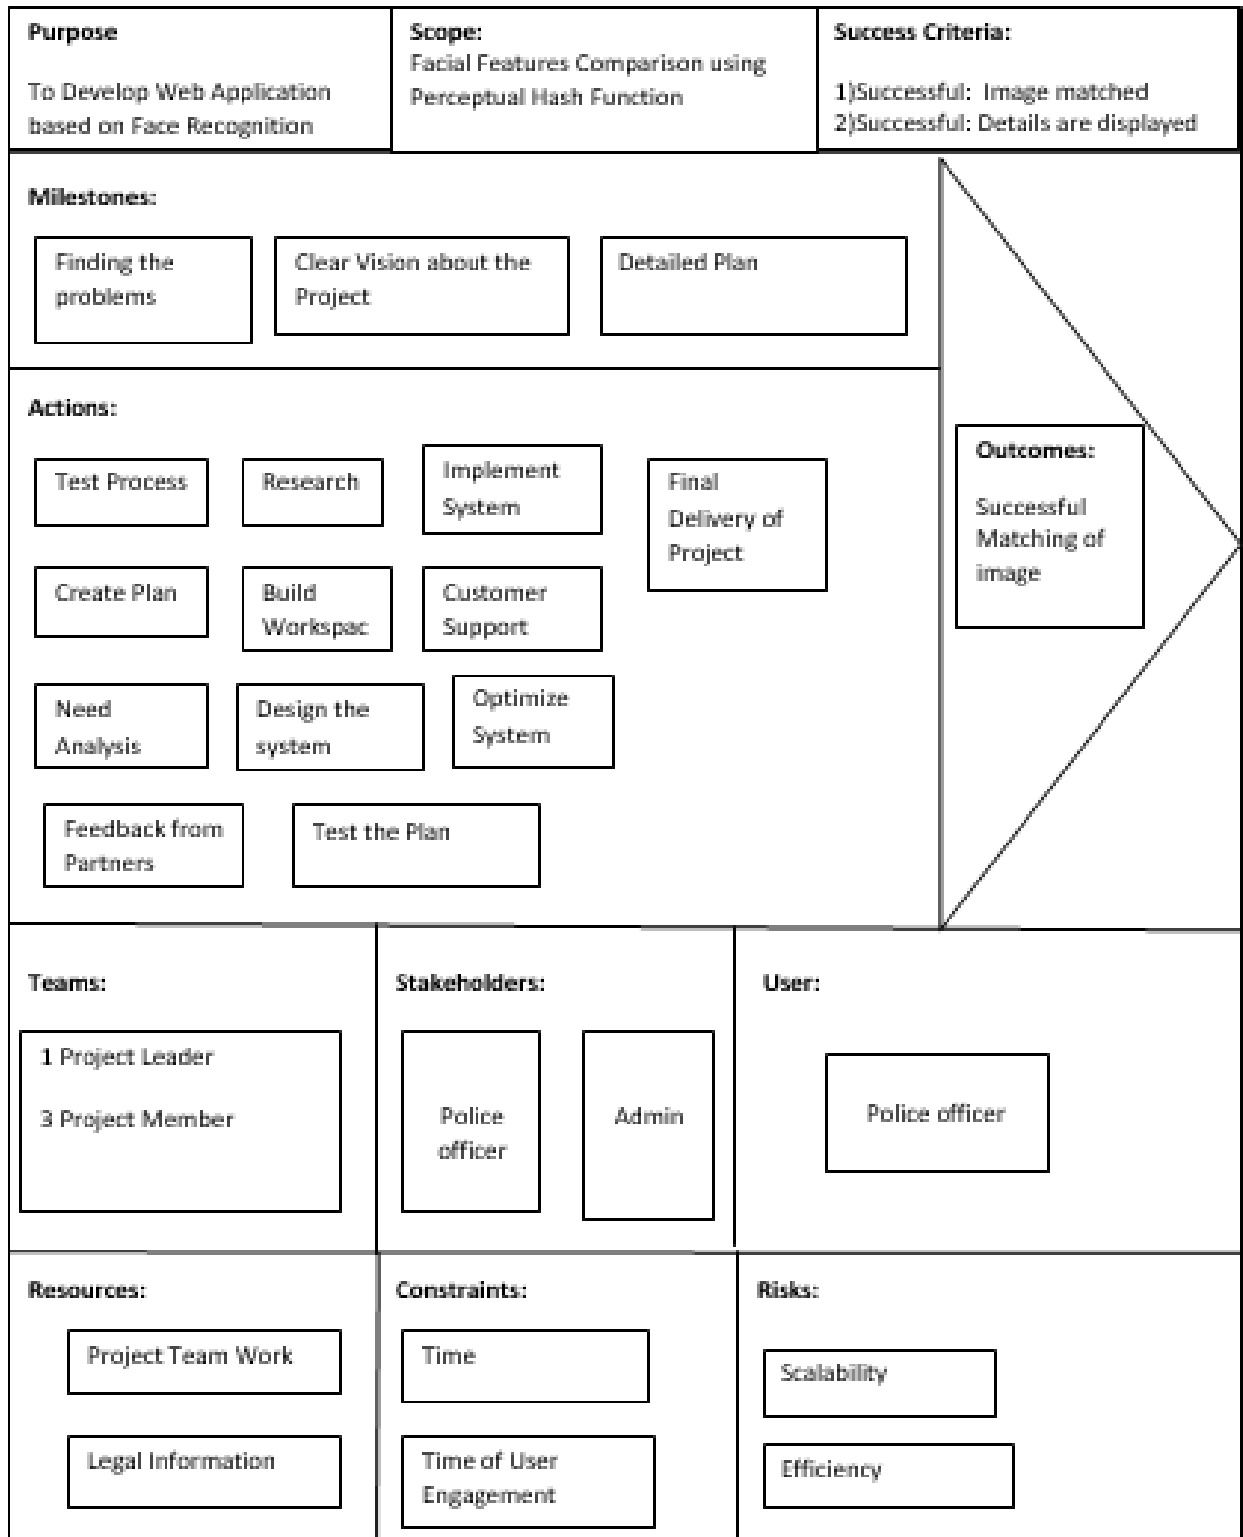 Purpose
To Develop Web Application
based on Face Recognition
Scope:
Facial Features Comparison using
Perceptual Hash Function
Success Criteria:
1)Successful: Image matched
2)Successful: Details are displayed
Milestones:
Finding the
problems
Clear Vision about the
Project
Detailed Plan
Actions:
Test Process
Research
Implement
System
Final
Delivery of
Project
Create Plan
Build
Workspac
Customer
Support
Need
Analysis
Design the
system
Optimize
System
Feedback from
Partners
Test the Plan
Outcomes:
Successful
Matching of
image
Teams:
1 Project Leader
3 Project Member
Stakeholders:
Police
officer
Admin
User:
Police officer
Resources:
Project Team Work
Legal Information
Constraints:
Time
Time of User
Engagement
Risks:
Scalability
Efficiency